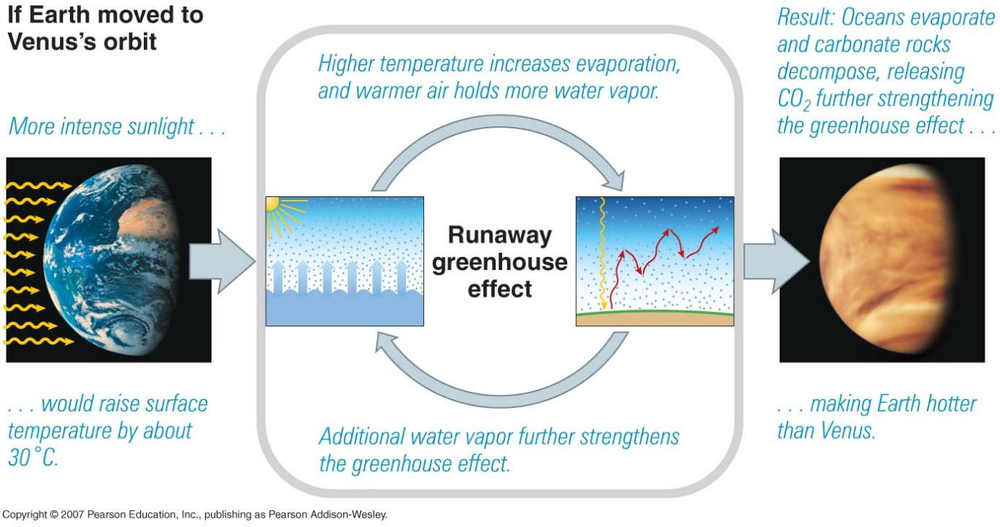 If Earth moved to
Venus's orbit
More intense sunlight . . .
. . . would raise surface
temperature by about
30 °C.
Higher temperature increases evaporation,
and warmer air holds more water vapor.
Runaway
greenhouse
effect
Additional water vapor further strengthens
the greenhouse effect.
Result: Oceans evaporate
and carbonate rocks
decompose, releasing
CO₂ further strengthening
the greenhouse effect . . .
. . . making Earth hotter
than Venus.
Copyright © 2007 Pearson Education, Inc., publishing as Pearson Addison-Wesley.